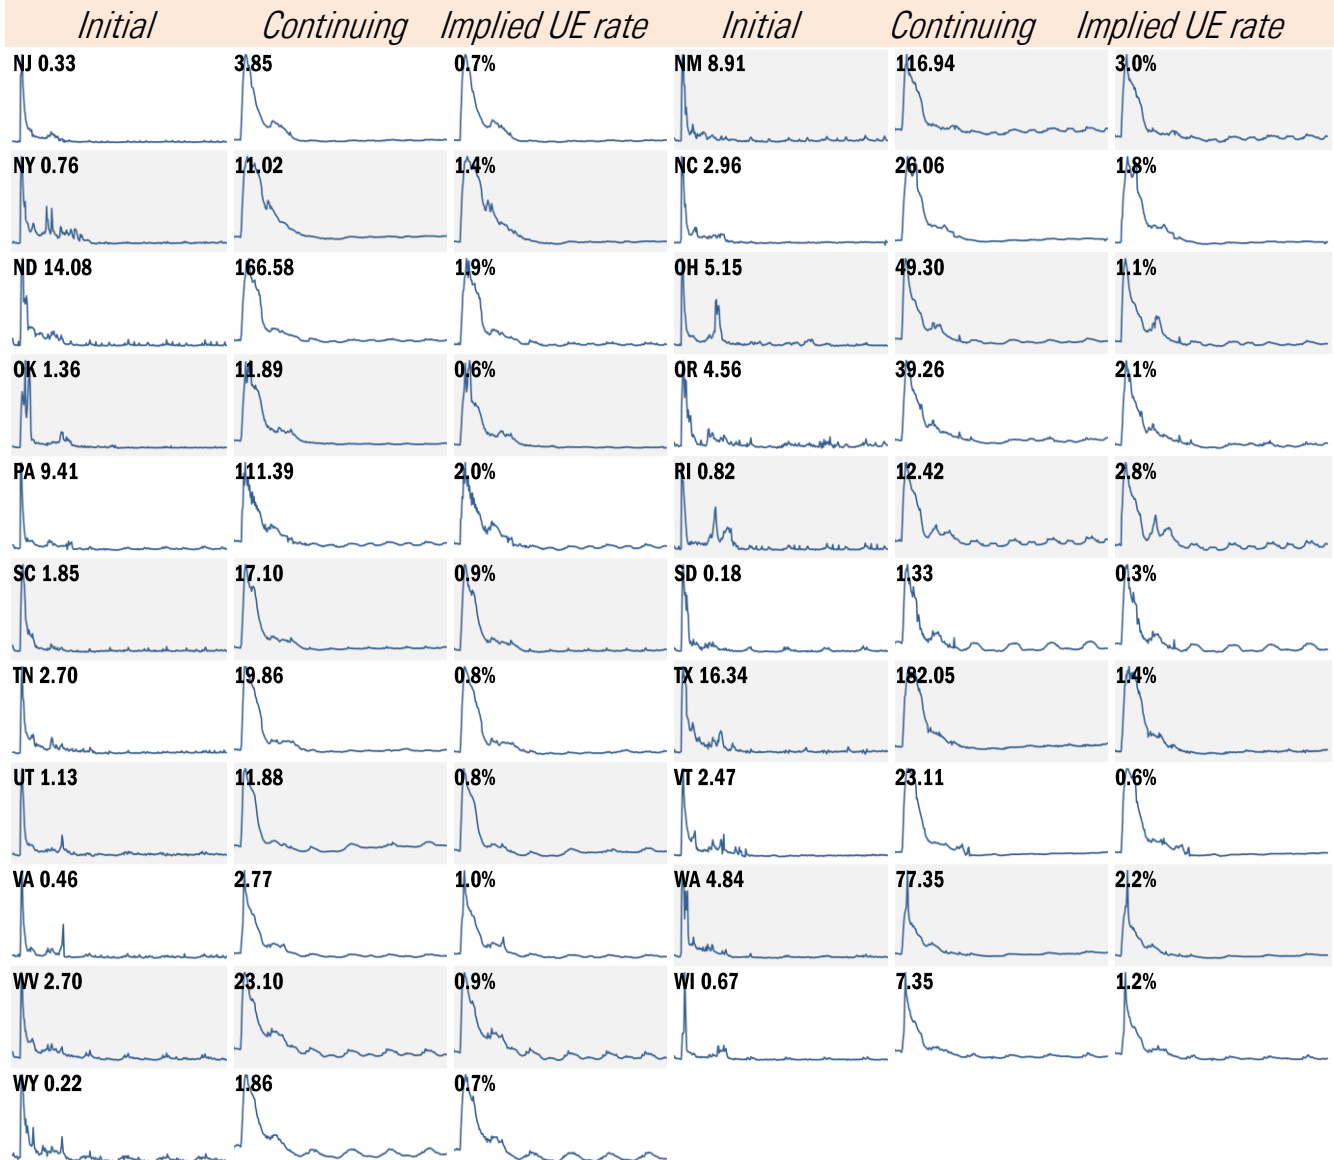 Initial Continuing Implied UE rate Initial Continuing Implied UE rate
NJ 0.33 3.85 0.7% NM 8.91 116.94 3.0%
NY 0.76 11.02 1.4% NC 2.96 26.06 1.8%
ND 14.08 166.58 1.9% OH 5.15 49.30 1.1%
OK 1.36 11.89 0.6% OR 4.56 39.26 2.1%
PA 9.41 111.39 2.0% RI 0.82 12.42 2.8%
SC 1.85 17.10 0.9% SD 0.18 1.33 0.3%
TN 2.70 19.86 0.8% TX 16.34 182.05 1.4%
UT 1.13 11.88 0.8% VT 2.47 23.11 0.6%
VA 0.46 2.77 1.0% WA 4.84 77.35 2.2%
WV 2.70 23.10 0.9% WI 0.67 7.35 1.2%
WY 0.22 1.86 0.7%